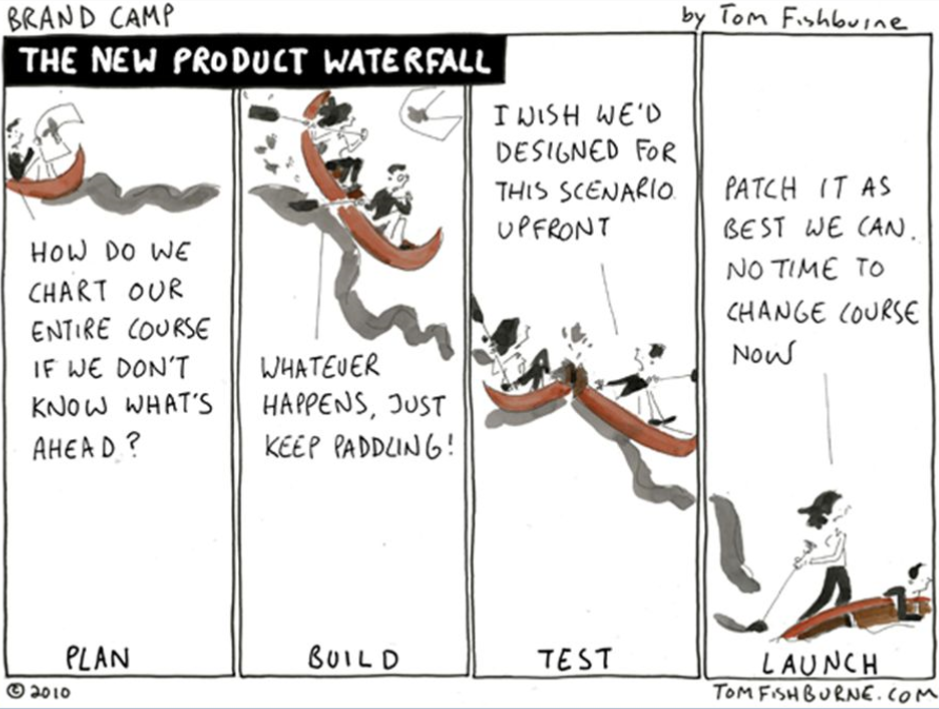 BRAND CAMP
by Tom Fishburne
THE NEW PRODUCT WATERFALL
HOW DO WE
CHART OUR
ENTIRE COURSE
IF WE DON'T
KNOW WHAT'S
AHEAD?
PLAN
WHATEVER
HAPPENS, JUST
KEEP PADDLING!
BUILD
I WISH WE'D
DESIGNED FOR
THIS SCENARIO
UPFRONT
TEST
PATCH IT AS
BEST WE CAN.
NO TIME TO
CHANGE COURSE
NOW
LAUNCH
© 2010
TOMFISHBURNE.COM